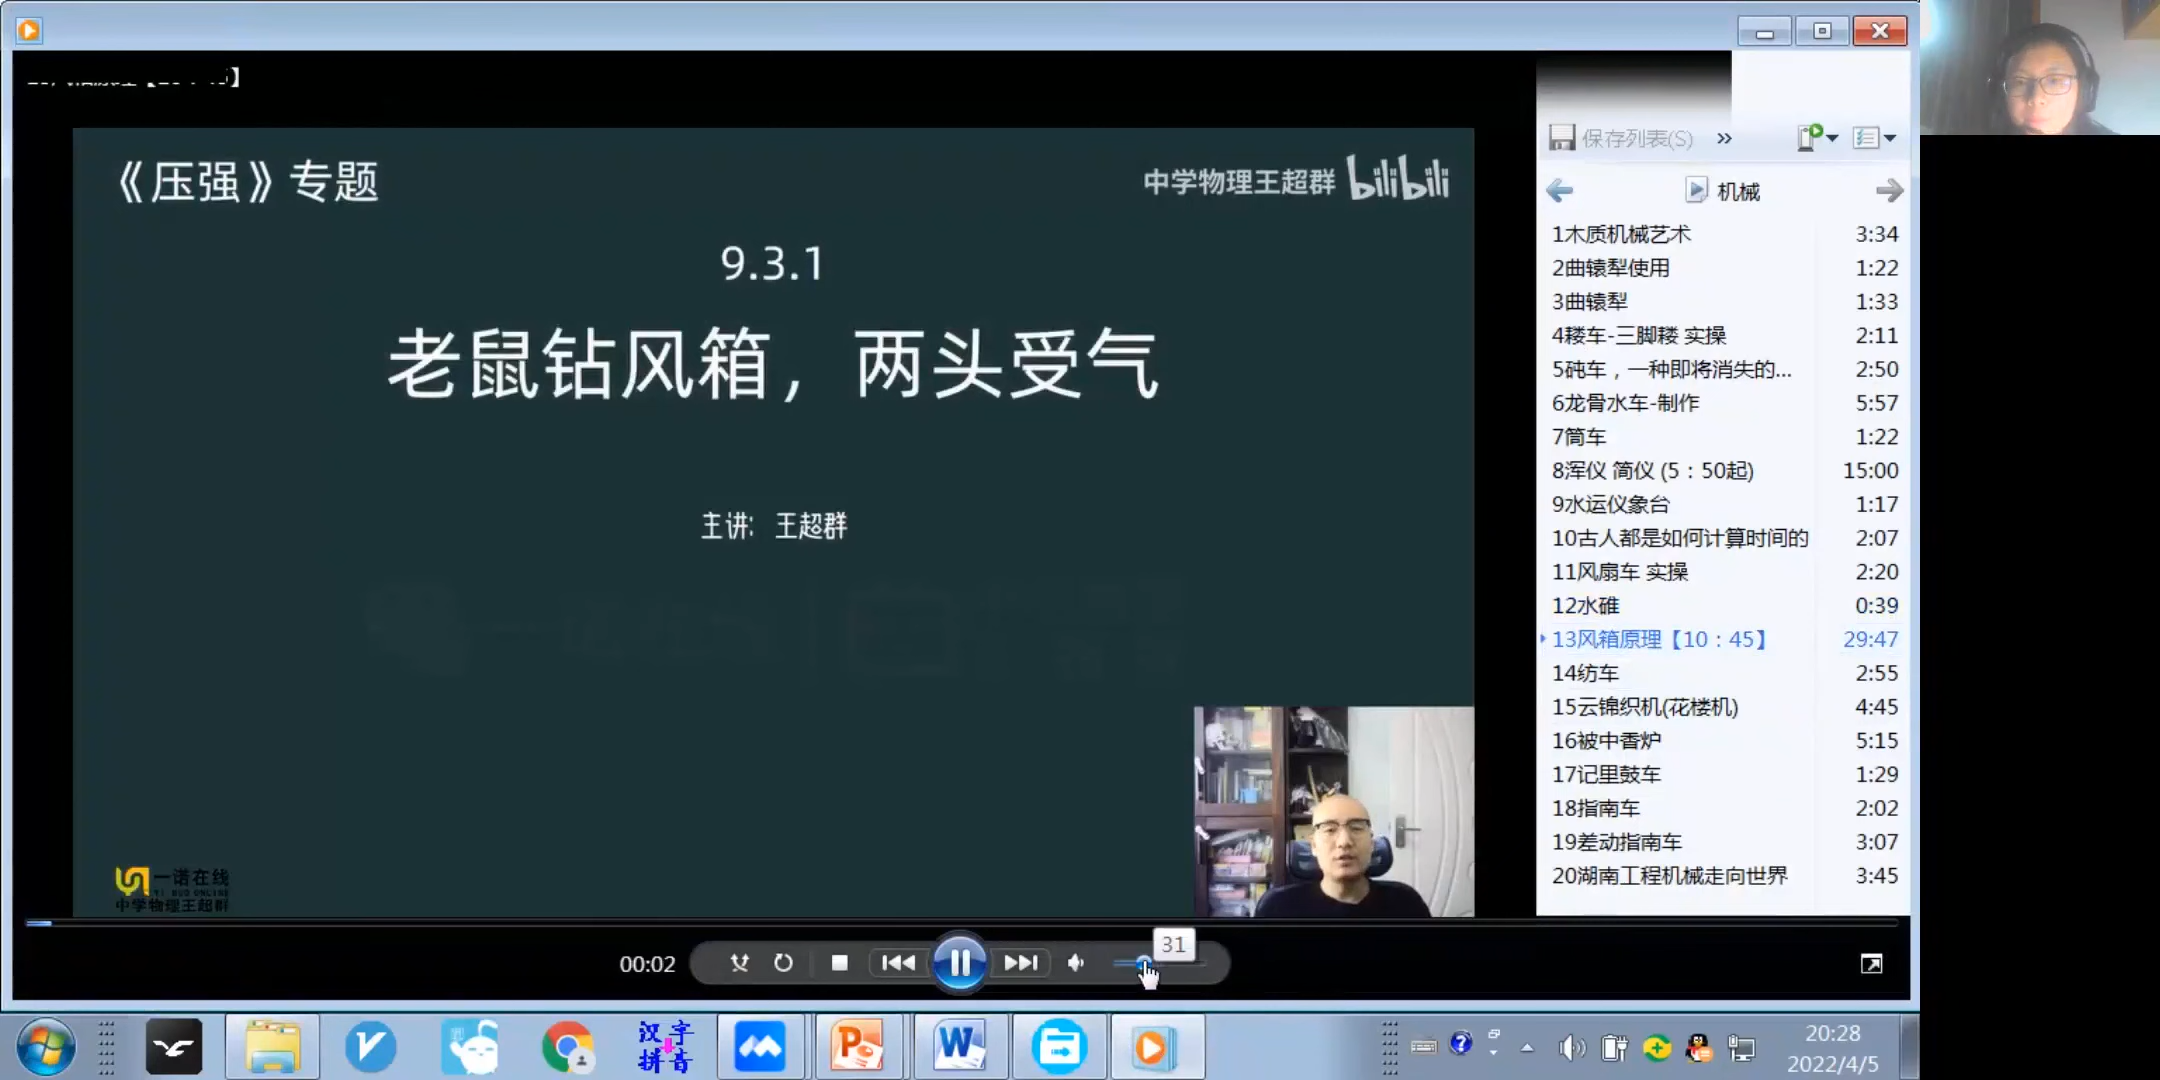 《压强》专题
中学物理王超群 bilibili
9.3.1
老鼠钻风箱，两头受气
主讲: 王超群
一诺在线
YI NUO ONLINE
中学物理王超群
保存列表(S) »
机械
1木质机械艺术 3:34
2曲辕犁使用 1:22
3曲辕犁 1:33
4耧车-三脚耧 实操 2:11
5砘车，一种即将消失的... 2:50
6龙骨水车-制作 5:57
7筒车 1:22
8浑仪 简仪 (5：50起) 15:00
9水运仪象台 1:17
10古人都是如何计算时间的 2:07
11风扇车 实操 2:20
12水碓 0:39
13风箱原理【10：45】 29:47
14纺车 2:55
15云锦织机(花楼机) 4:45
16被中香炉 5:15
17记里鼓车 1:29
18指南车 2:02
19差动指南车 3:07
20湖南工程机械走向世界 3:45
31
00:02
汉字
拼音
20:28
2022/4/5